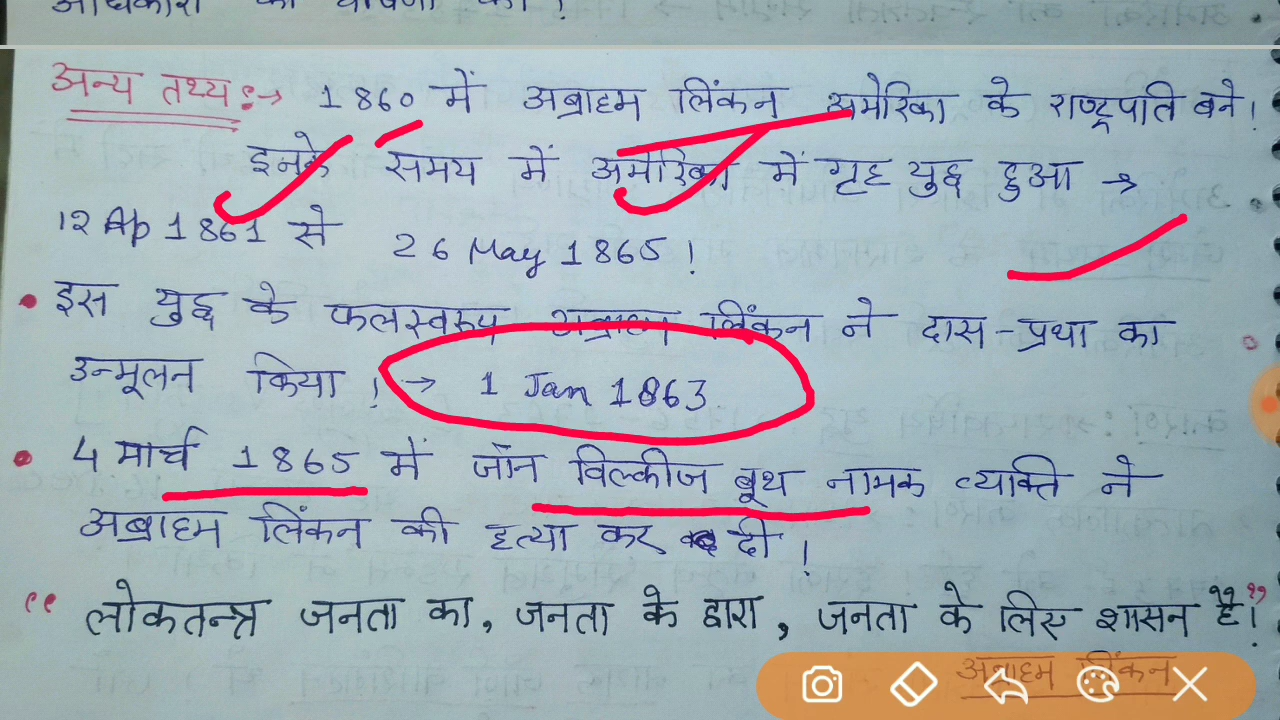 अन्य तथ्य :→ 1860 में अब्राहम लिंकन अमेरिका के राष्ट्रपति बने!
इनके समय में अमेरिका में गृह युद्ध हुआ →
12 Ap 1861 से 26 May 1865!
• इस युद्ध के फलस्वरूप अब्राहम लिंकन ने दास-प्रथा का
उन्मूलन किया! → 1 Jan 1863
• 4 मार्च 1865 में जॉन विल्कीज बूथ नामक व्यक्ति ने
अब्राहम लिंकन की हत्या कर दी!
"लोकतन्त्र जनता का, जनता के द्वारा, जनता के लिए शासन है!"
अब्राहम लिंकन